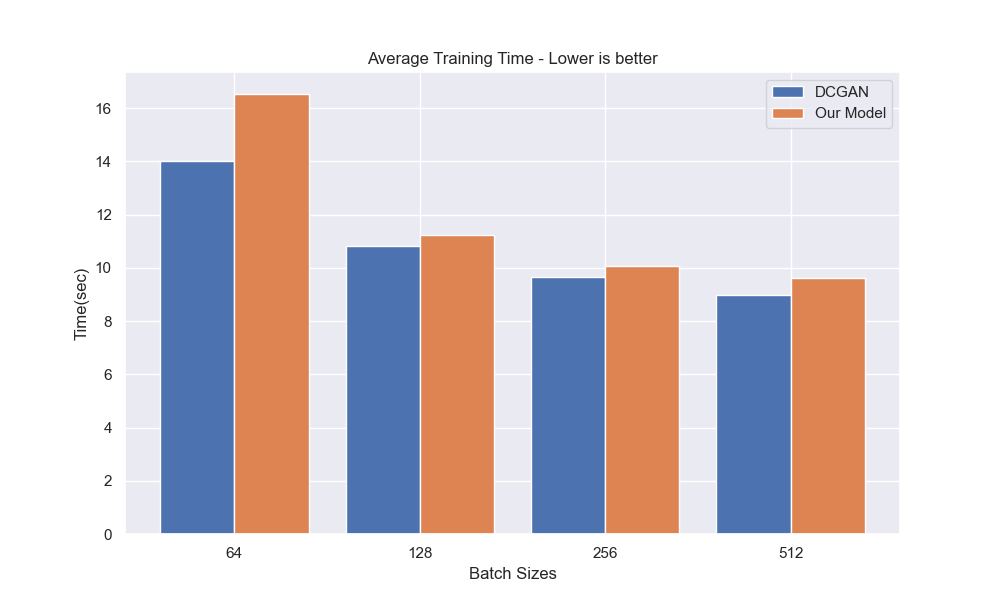 Average Training Time - Lower is better
DCGAN
Our Model
16
14
12
10
8
6
4
2
0
Time(sec)
64
128
256
512
Batch Sizes